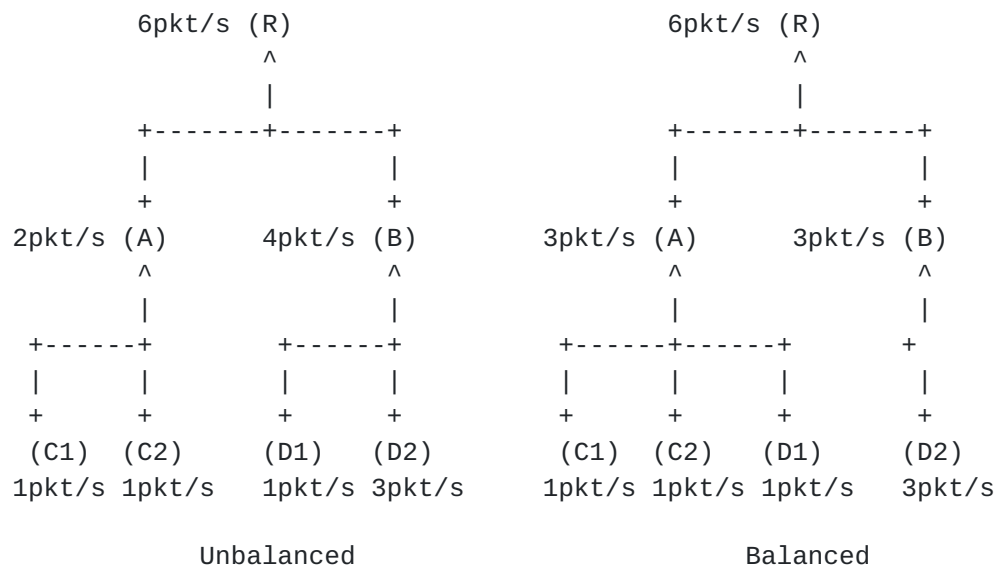 6pkt/s (R) 6pkt/s (R)
2pkt/s (A) 4pkt/s (B) 3pkt/s (A) 3pkt/s (B)
(C1) (C2) (D1) (D2) (C1) (C2) (D1) (D2)
1pkt/s 1pkt/s 1pkt/s 3pkt/s 1pkt/s 1pkt/s 1pkt/s 3pkt/s
Unbalanced Balanced